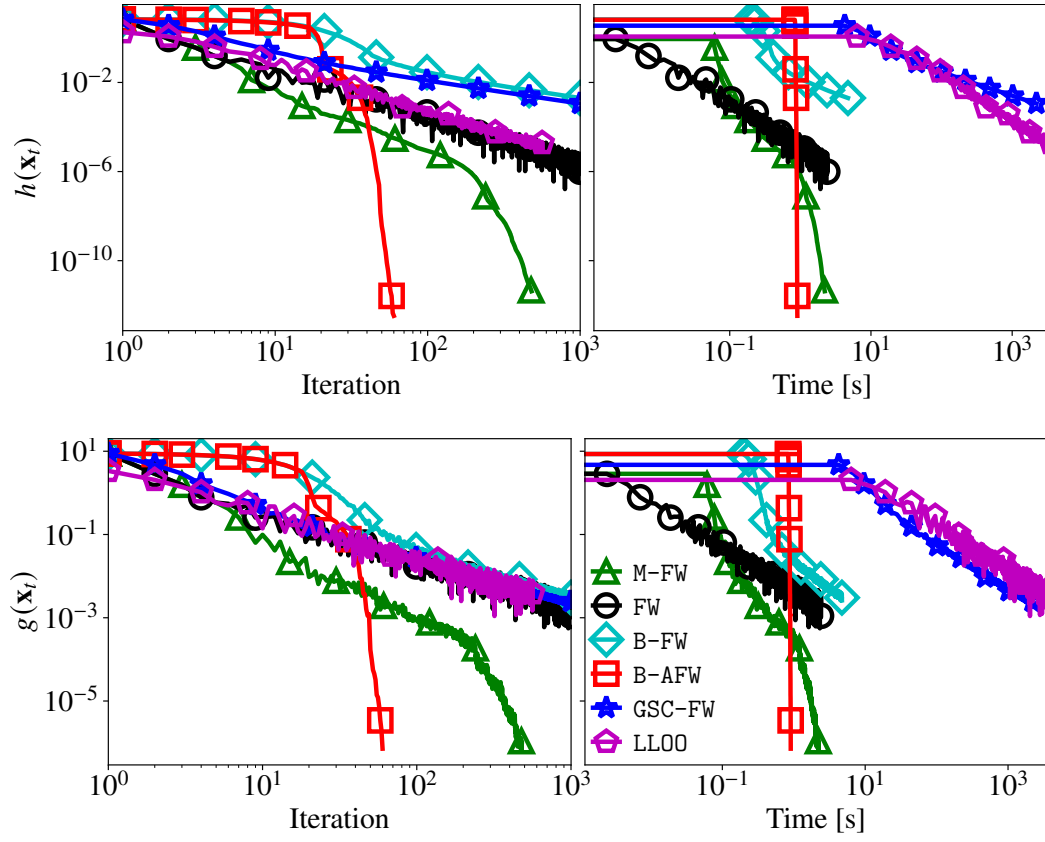 h(x_t)
10^{-2}
10^{-6}
10^{-10}
10^0 10^1 10^2 10^3
10^{-1} 10^1 10^3
Iteration
Time [s]
g(x_t)
10^1
10^{-1}
10^{-3}
10^{-5}
M-FW
FW
B-FW
B-AFW
GSC-FW
LLOO
10^0 10^1 10^2 10^3
10^{-1} 10^1 10^3
Iteration
Time [s]